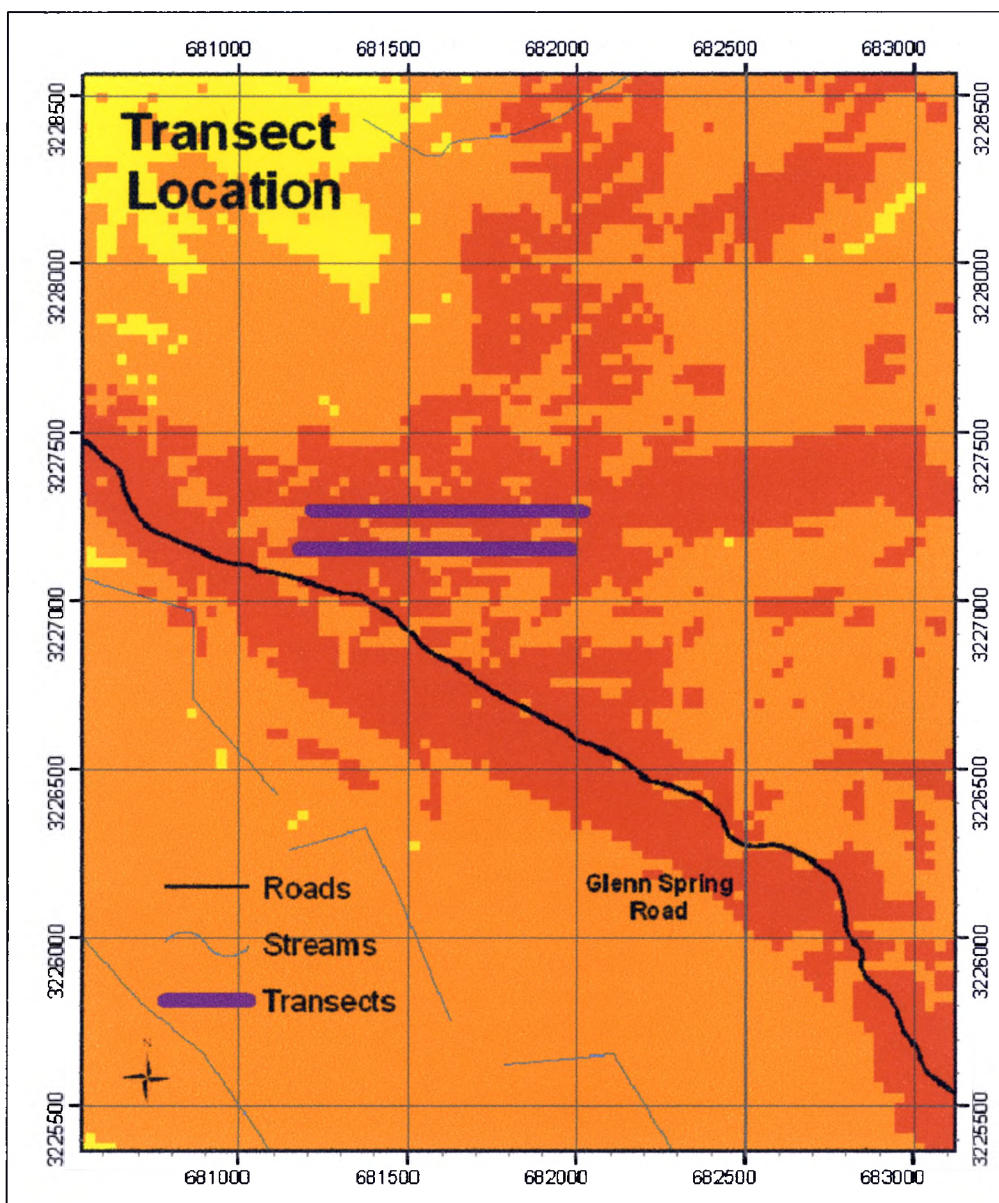 681000 681500 682000 682500 683000
Transect
Location
3228500 3228500
3228000 3228000
3227500 3227500
3227000 3227000
3226500 3226500
3226000 3226000
3225500 3225500
Glenn Spring
Road
Roads
Streams
Transects
N
681000 681500 682000 682500 683000